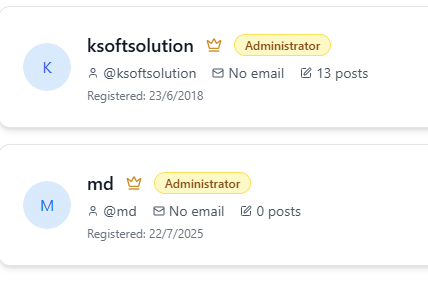 K
ksoftsolution Administrator
@ksoftsolution No email 13 posts
Registered: 23/6/2018
M
md Administrator
@md No email 0 posts
Registered: 22/7/2025